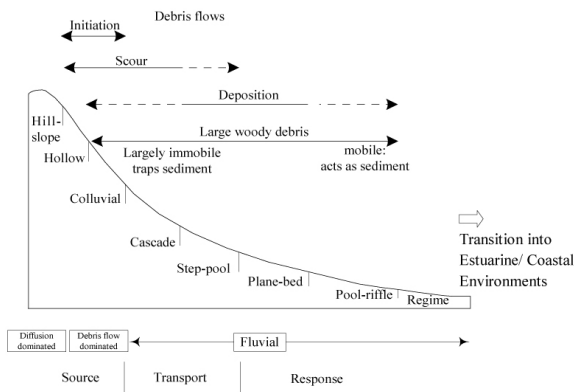 Debris flows
Initiation
Scour
Deposition
Large woody debris
Hill-
slope
Hollow
Largely immobile
traps sediment
mobile:
acts as sediment
Colluvial
Cascade
Step-pool
Plane-bed
Pool-riffle
Regime
Transition into
Estuarine/ Coastal
Environments
Diffusion
dominated
Debris flow
dominated
Fluvial
Source
Transport
Response